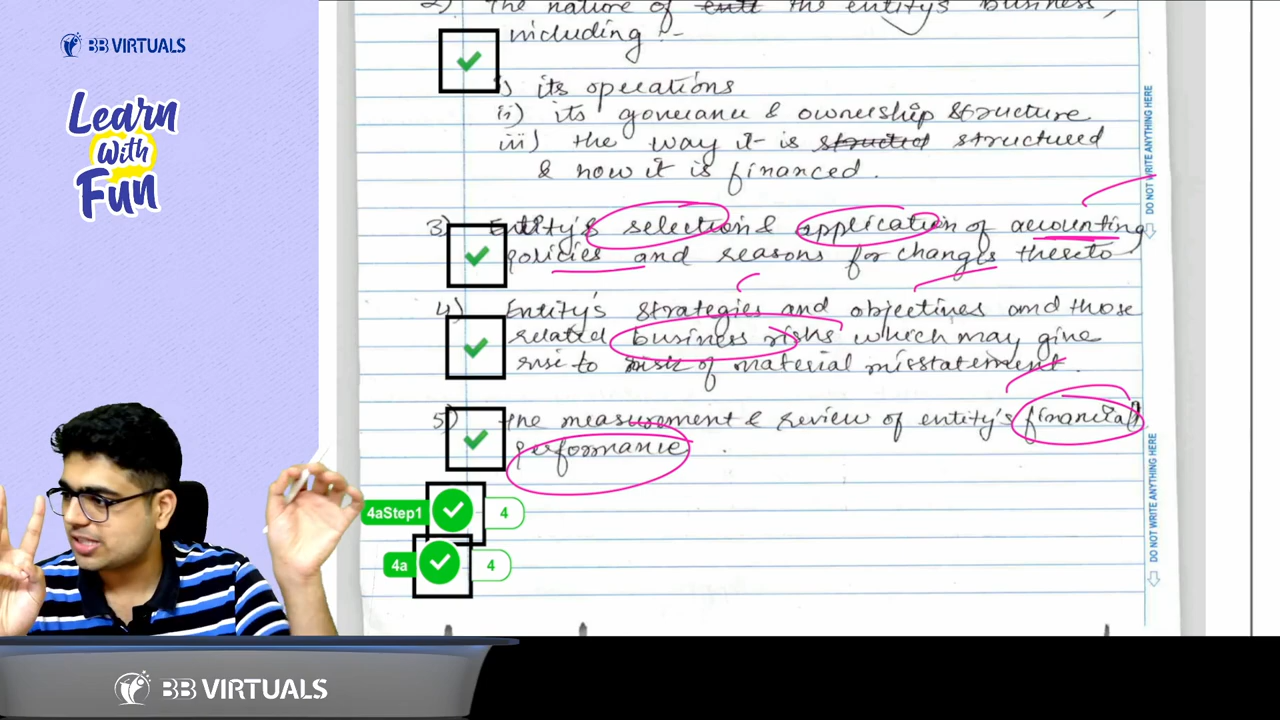 BB VIRTUALS
Learn
With
Fun
2) The nature of the entity's business,
including :-
i) its operations
ii) its governance & ownership structure
iii) the way it is structured structured
& how it is financed.
3) Entity's selection & application of accounting
policies and reasons for changes thereto
4) Entity's strategies and objectives and those
related business risks which may give
rise to risk of material misstatement.
5) The measurement & review of entity's financial
performance.
4aStep1 4
4a 4
DO NOT WRITE ANYTHING HERE
DO NOT WRITE ANYTHING HERE
BB VIRTUALS